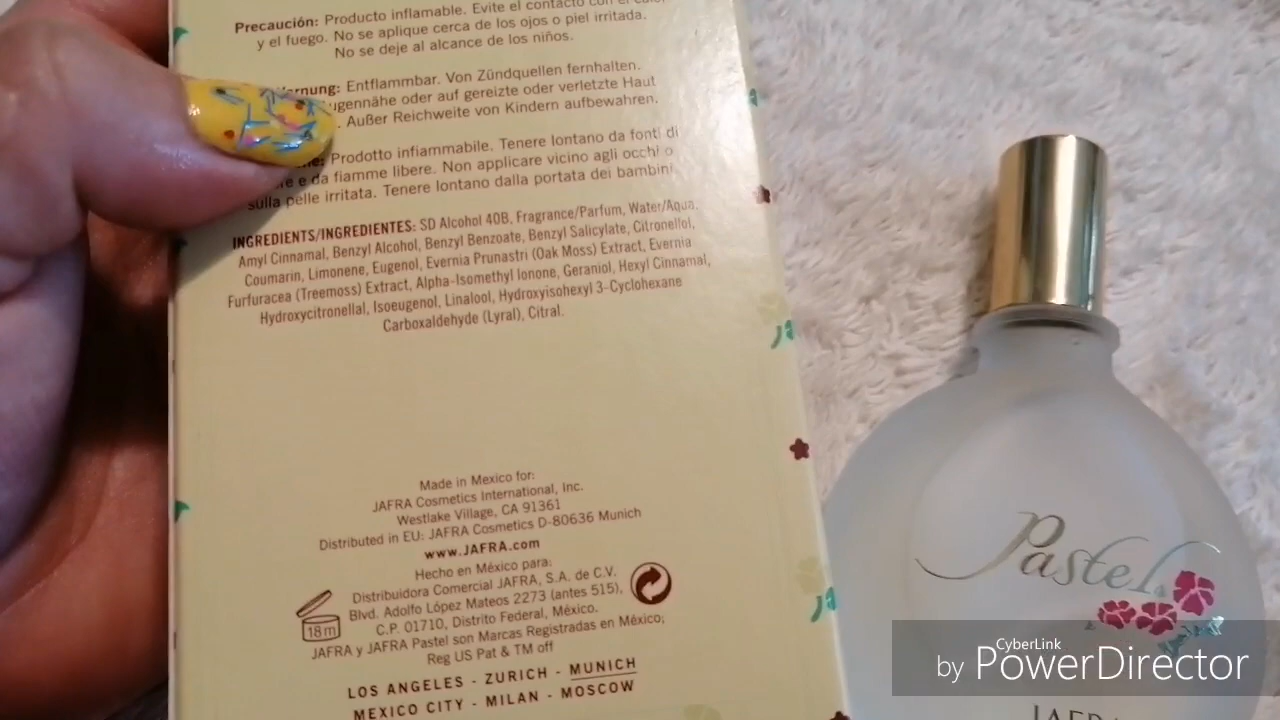 Precaución: Producto inflamable. Evite el contacto con el calor
y el fuego. No se aplique cerca de los ojos o piel irritada.
No se deje al alcance de los niños.
Entflammbar. Von Zündquellen fernhalten.
oder auf gereizte oder verletzte Haut
Außer Reichweite von Kindern aufbewahren.
Prodotto infiammabile. Tenere lontano da fonti di
e da fiamme libere. Non applicare vicino agli occhi o
sulla pelle irritata. Tenere lontano dalla portata dei bambini
INGREDIENTS/INGREDIENTES: SD Alcohol 40B, Fragrance/Parfum, Water/Aqua,
Amyl Cinnamal, Benzyl Alcohol, Benzyl Benzoate, Benzyl Salicylate, Citronellol,
Coumarin, Limonene, Eugenol, Evernia Prunastri (Oak Moss) Extract, Evernia
Furfuracea (Treemoss) Extract, Alpha-Isomethyl Ionone, Geraniol, Hexyl Cinnamal,
Hydroxycitronellal, Isoeugenol, Linalool, Hydroxyisohexyl 3-Cyclohexane
Carboxaldehyde (Lyral), Citral.
Made in Mexico for:
JAFRA Cosmetics International, Inc.
Westlake Village, CA 91361
Distributed in EU: JAFRA Cosmetics D-80636 Munich
www.JAFRA.com
Hecho en México para:
Distribuidora Comercial JAFRA, S.A. de C.V.
Blvd. Adolfo López Mateos 2273 (antes 515),
C.P. 01710, Distrito Federal, México.
JAFRA y JAFRA Pastel son Marcas Registradas en México;
Reg US Pat & TM off
18m
LOS ANGELES - ZURICH - MUNICH
MEXICO CITY - MILAN - MOSCOW
Pastel
JAFRA
CyberLink
by PowerDirector